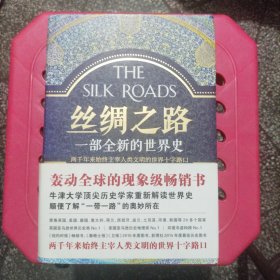 THE
SILK ROADS
丝绸之路
一部全新的世界史
两千年来始终主宰人类文明的世界十字路口
轰动全球的现象级畅销书
牛津大学顶尖历史学家重新解读世界史
顺便了解“一带一路”的奥妙所在
两千年来始终主宰人类文明的世界十字路口